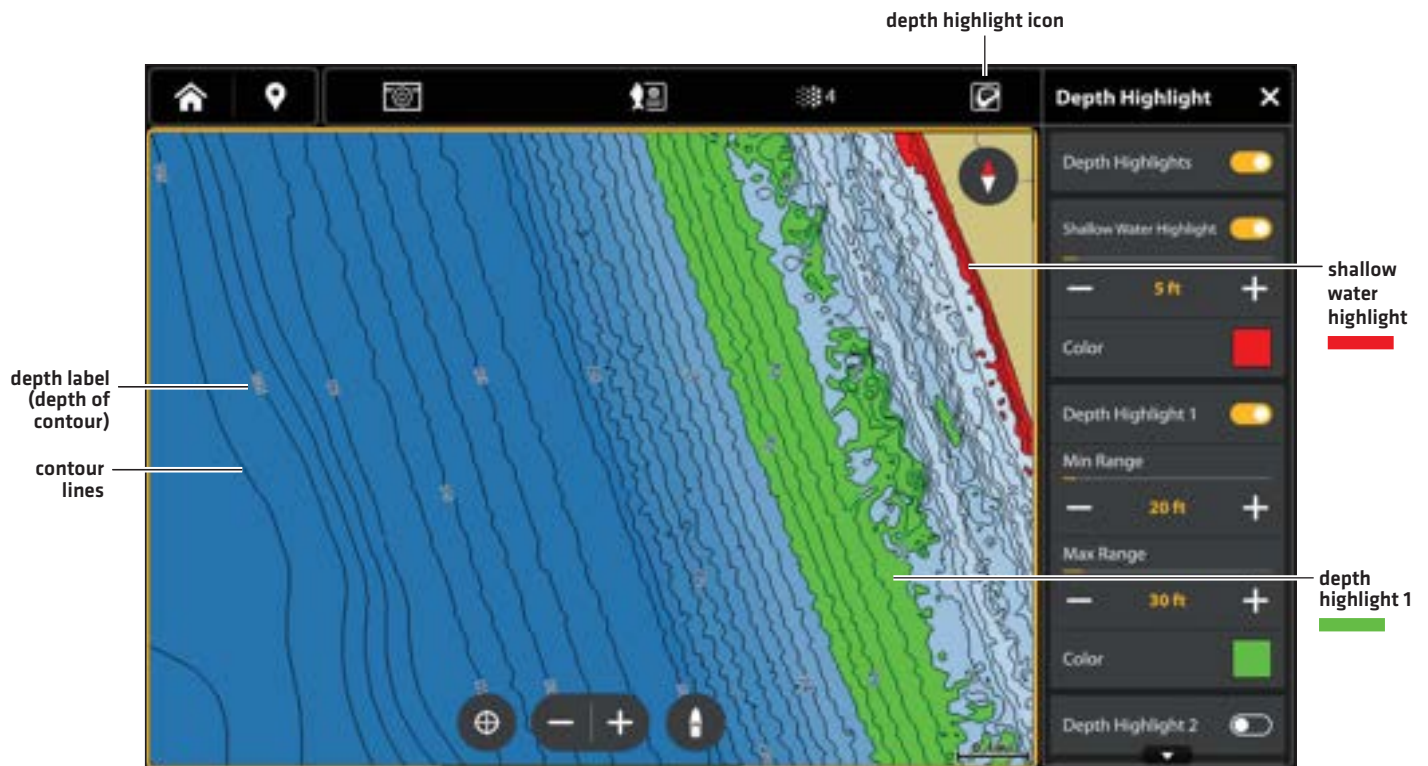 depth highlight icon
4
Depth Highlight
Depth Highlights
Shallow Water Highlight
5 ft
Color
shallow
water
highlight
Depth Highlight 1
Min Range
20 ft
Max Range
30 ft
Color
depth
highlight 1
Depth Highlight 2
depth label
(depth of
contour)
contour
lines